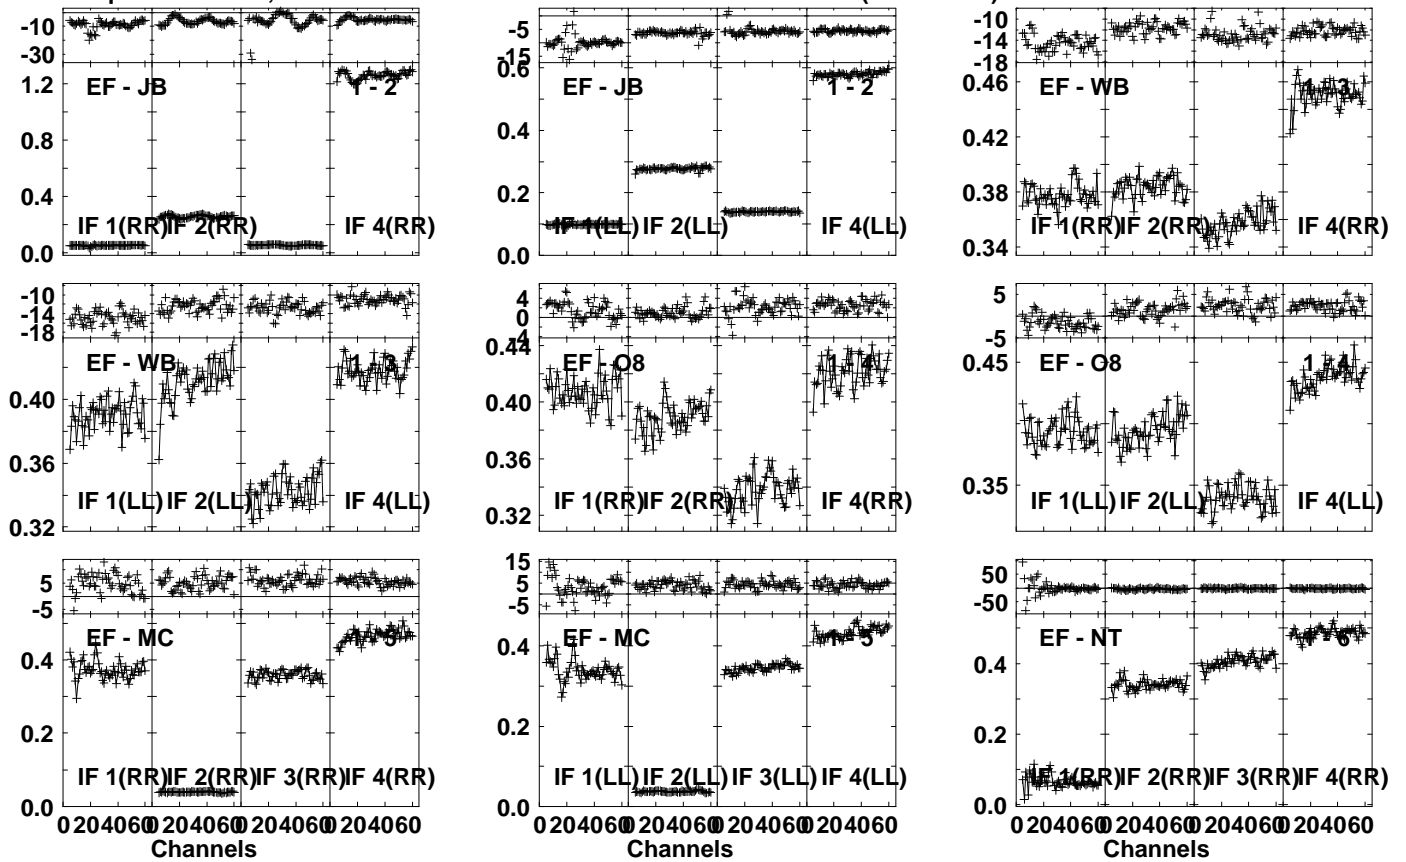 -10
-30
EF - JB
1 - 2
1.2
0.8
0.4
0.0
IF 1(RR)
IF 2(RR)
IF 4(RR)
-5
-15
EF - JB
1 - 2
0.6
0.4
0.2
0.0
IF 1(LL)
IF 2(LL)
IF 4(LL)
-10
-14
-18
EF - WB
1 - 3
0.46
0.42
0.38
0.34
IF 1(RR)
IF 2(RR)
IF 4(RR)
-10
-14
-18
EF - WB
1 - 3
0.40
0.36
0.32
IF 1(LL)
IF 2(LL)
IF 4(LL)
4
0
-4
EF - O8
1 - 4
0.44
0.40
0.36
0.32
IF 1(RR)
IF 2(RR)
IF 4(RR)
5
-5
EF - O8
1 - 4
0.45
0.35
IF 1(LL)
IF 2(LL)
IF 4(LL)
5
-5
EF - MC
1 - 5
0.4
0.2
0.0
IF 1(RR)
IF 2(RR)
IF 3(RR)
IF 4(RR)
0 204060 0 204060 0 204060 0 204060
Channels
15
5
-5
EF - MC
1 - 5
0.4
0.2
0.0
IF 1(LL)
IF 2(LL)
IF 3(LL)
IF 4(LL)
0 204060 0 204060 0 204060 0 204060
Channels
50
-50
EF - NT
1 - 6
0.4
0.2
0.0
IF 1(RR)
IF 2(RR)
IF 3(RR)
IF 4(RR)
0 204060 0 204060 0 204060 0 204060
Channels